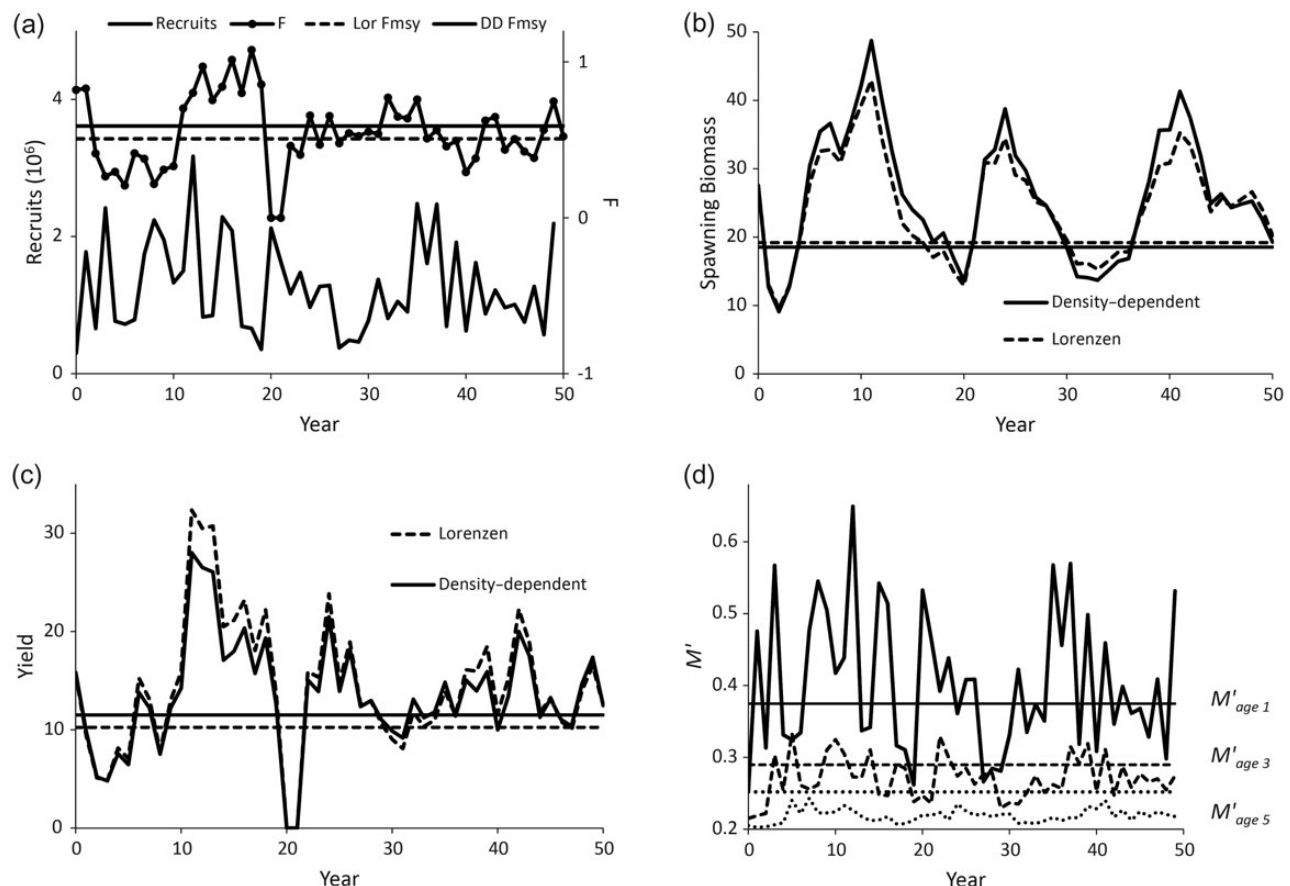 (a)
Recruits F Lor Fmsy DD Fmsy
Recruits (10⁶)
4
2
0
1
0
-1
F
0 10 20 30 40 50
Year
(b)
Spawning Biomass
50
40
30
20
10
0
Density-dependent
Lorenzen
0 10 20 30 40 50
Year
(c)
Yield
30
20
10
0
Lorenzen
Density-dependent
0 10 20 30 40 50
Year
(d)
M'
0.6
0.5
0.4
0.3
0.2
M'age 1
M'age 3
M'age 5
0 10 20 30 40 50
Year